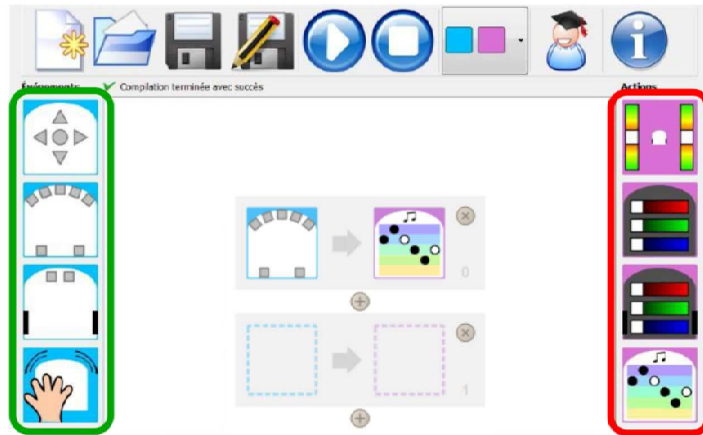 Événements
Compilation terminée avec succès
Actions
0
1